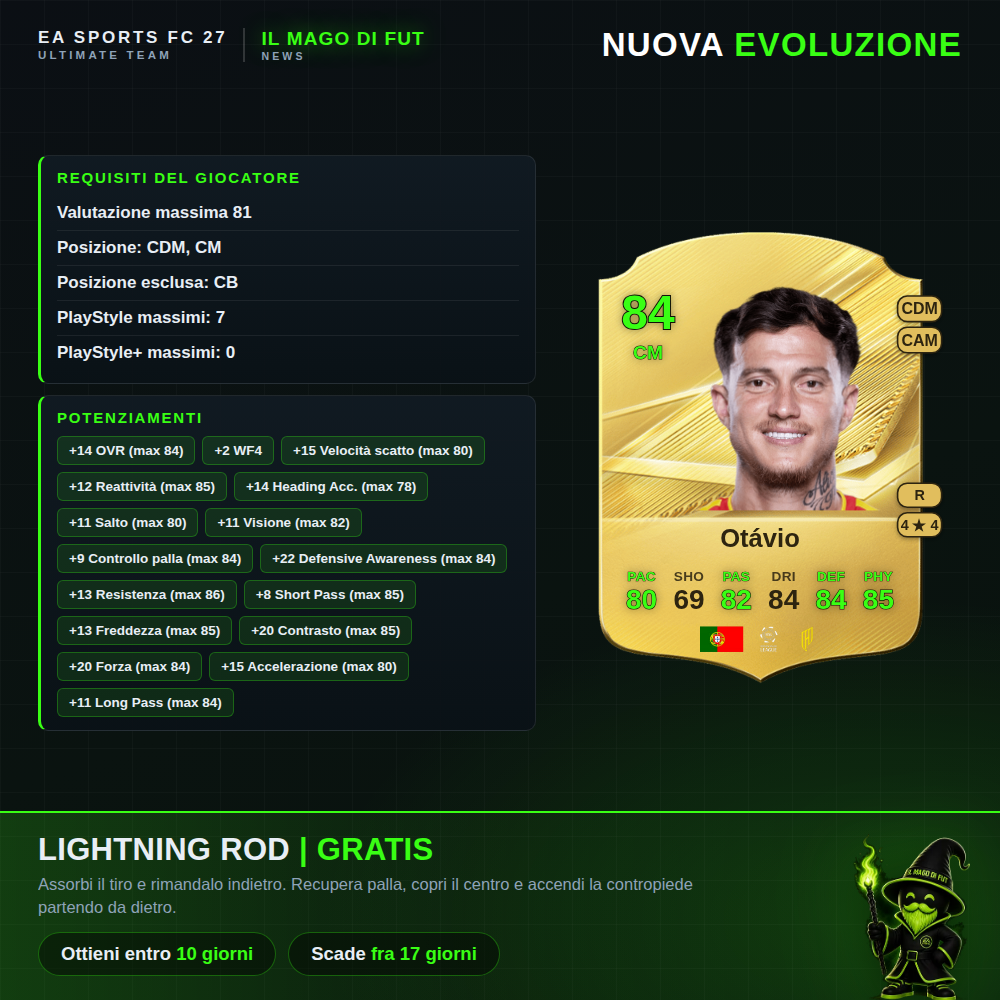 EA SPORTS FC 27
ULTIMATE TEAM
IL MAGO DI FUT
NEWS
NUOVA EVOLUZIONE
REQUISITI DEL GIOCATORE
Valutazione massima 81
Posizione: CDM, CM
Posizione esclusa: CB
PlayStyle massimi: 7
PlayStyle+ massimi: 0
POTENZIAMENTI
+14 OVR (max 84) +2 WF4 +15 Velocità scatto (max 80)
+12 Reattività (max 85) +14 Heading Acc. (max 78)
+11 Salto (max 80) +11 Visione (max 82)
+9 Controllo palla (max 84) +22 Defensive Awareness (max 84)
+13 Resistenza (max 86) +8 Short Pass (max 85)
+13 Freddezza (max 85) +20 Contrasto (max 85)
+20 Forza (max 84) +15 Accelerazione (max 80)
+11 Long Pass (max 84)
84
CM
CDM
CAM
R
4 ★ 4
Otávio
PAC SHO PAS DRI DEF PHY
80 69 82 84 84 85
LIGHTNING ROD | GRATIS
Assorbi il tiro e rimandalo indietro. Recupera palla, copri il centro e accendi la contropiede
partendo da dietro.
Ottieni entro 10 giorni
Scade fra 17 giorni
IL MAGO DI FUT